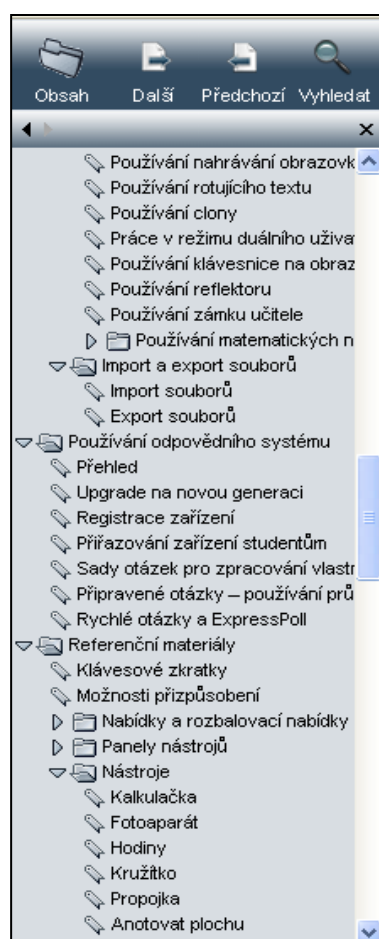 Obsah Další Předchozí Vyhledat
Používání nahrávání obrazovk
Používání rotujícího textu
Používání clony
Práce v režimu duálního uživa
Používání klávesnice na obraz
Používání reflektoru
Používání zámku učitele
Používání matematických n
Import a export souborů
Import souborů
Export souborů
Používání odpovědního systému
Přehled
Upgrade na novou generaci
Registrace zařízení
Přiřazování zařízení studentům
Sady otázek pro zpracování vlastr
Připravené otázky – používání prů
Rychlé otázky a ExpressPoll
Referenční materiály
Klávesové zkratky
Možnosti přizpůsobení
Nabídky a rozbalovací nabídky
Panely nástrojů
Nástroje
Kalkulačka
Fotoaparát
Hodiny
Kružítko
Propojka
Anotovat plochu